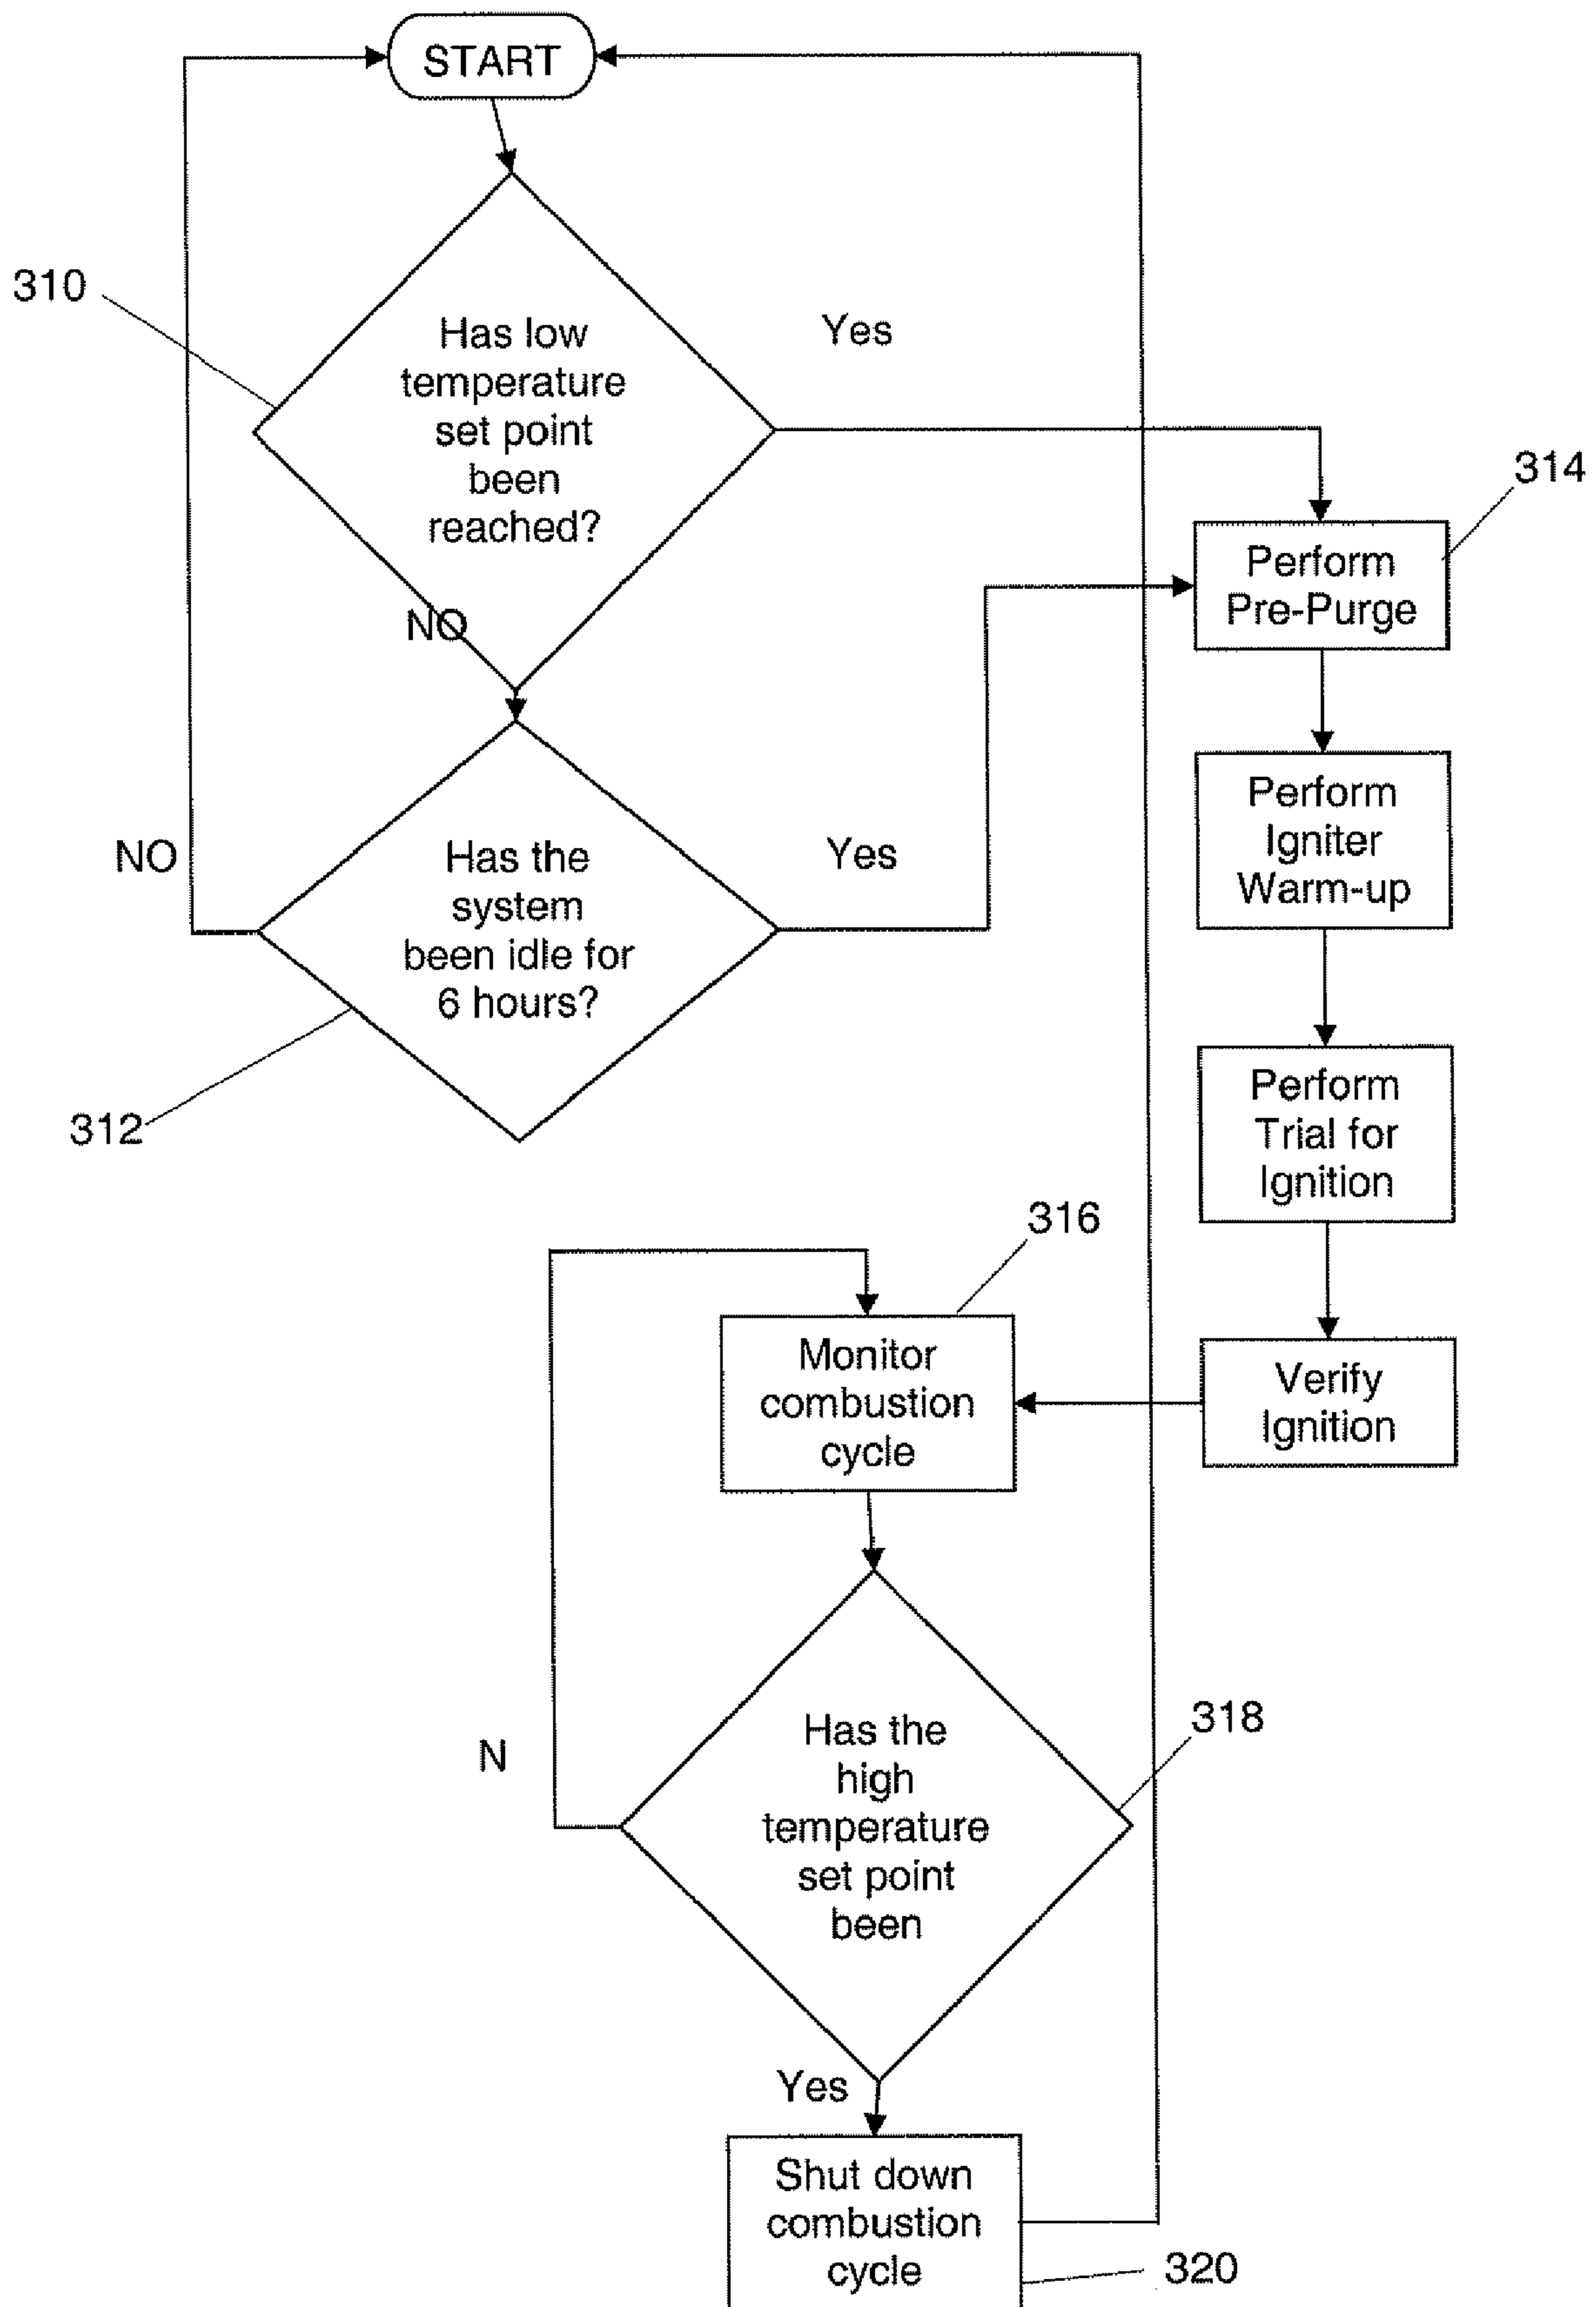 START
310
Has low
temperature
set point
been
reached?
Yes
NO
314
Perform
Pre-Purge
Perform
Igniter
Warm-up
NO
Has the
system
been idle for
6 hours?
Yes
312
Perform
Trial for
Ignition
316
Monitor
combustion
cycle
Verify
Ignition
N
Has the
high
temperature
set point
been
318
Yes
Shut down
combustion
cycle
320